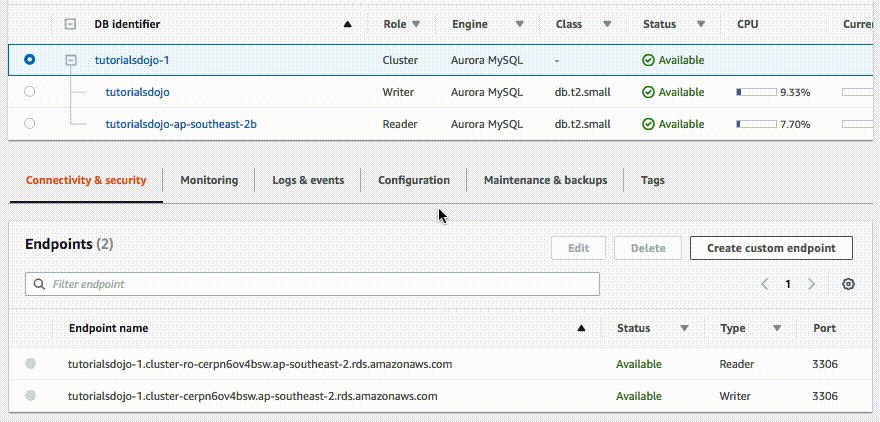 DB identifier Role Engine Class Status CPU Curre
tutorialsdojo-1 Cluster Aurora MySQL - Available
tutorialsdojo Writer Aurora MySQL db.t2.small Available 9.33%
tutorialsdojo-ap-southeast-2b Reader Aurora MySQL db.t2.small Available 7.70%
Connectivity & security Monitoring Logs & events Configuration Maintenance & backups Tags
Endpoints (2) Edit Delete Create custom endpoint
Filter endpoint 1
Endpoint name Status Type Port
tutorialsdojo-1.cluster-ro-cerpn6ov4bsw.ap-southeast-2.rds.amazonaws.com Available Reader 3306
tutorialsdojo-1.cluster-cerpn6ov4bsw.ap-southeast-2.rds.amazonaws.com Available Writer 3306